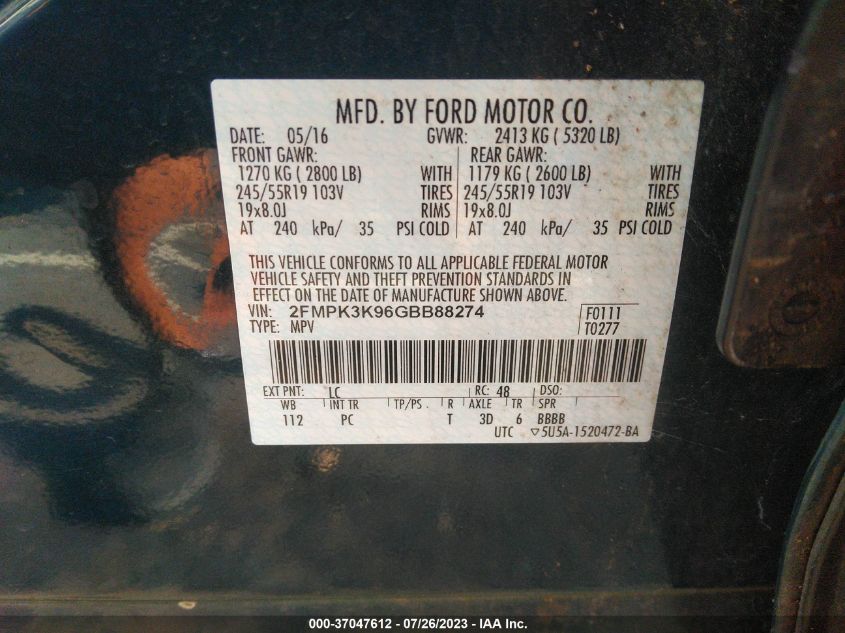 MFD. BY FORD MOTOR CO.
DATE: 05/16 GVWR: 2413 KG ( 5320 LB)
FRONT GAWR: REAR GAWR:
1270 KG ( 2800 LB) WITH 1179 KG ( 2600 LB) WITH
245/55R19 103V TIRES 245/55R19 103V TIRES
19x8.0J RIMS 19x8.0J RIMS
AT 240 kPa/ 35 PSI COLD AT 240 kPa/ 35 PSI COLD
THIS VEHICLE CONFORMS TO ALL APPLICABLE FEDERAL MOTOR
VEHICLE SAFETY AND THEFT PREVENTION STANDARDS IN
EFFECT ON THE DATE OF MANUFACTURE SHOWN ABOVE.
VIN: 2FMPK3K96GBB88274 F0111
TYPE: MPV T0277
EXT PNT: LC RC: 48 DSO:
WB INT TR TP/PS R AXLE TR SPR
112 PC T 3D 6 BBBB
UTC ▽5U5A-1520472-BA
000-37047612 / 07/26/2023 - IAA Inc.